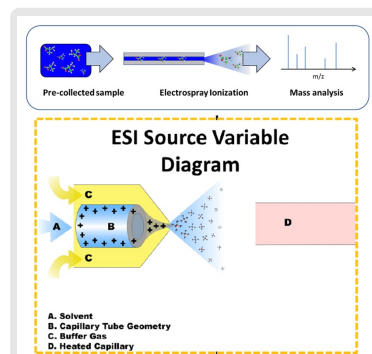 Pre-collected sample
Electrospray Ionization
m/z
Mass analysis
ESI Source Variable
Diagram
C
A
B
C
D
A. Solvent
B. Capillary Tube Geometry
C. Buffer Gas
D. Heated Capillary